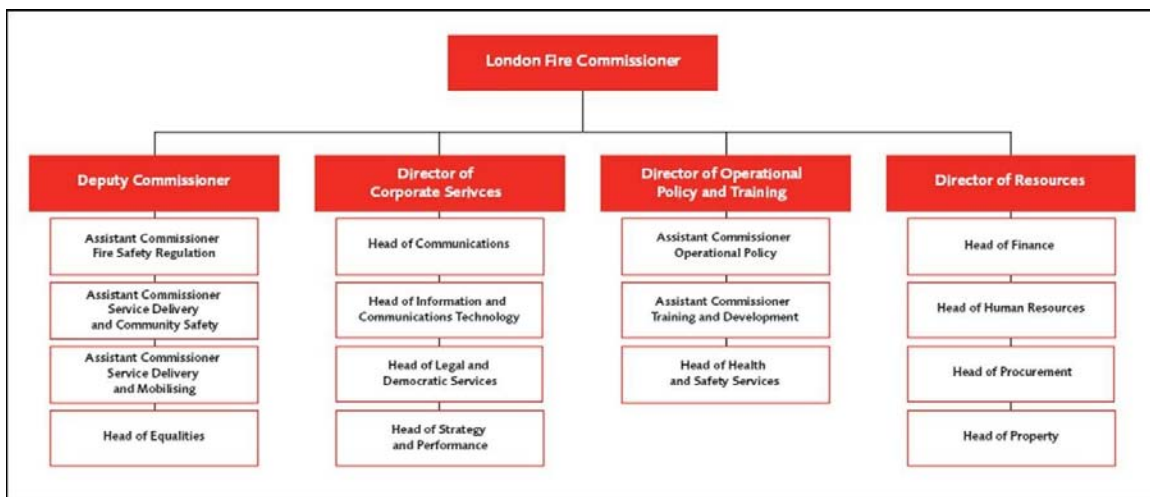 London Fire Commissioner
Deputy Commissioner
Assistant Commissioner
Fire Safety Regulation
Assistant Commissioner
Service Delivery
and Community Safety
Assistant Commissioner
Service Delivery
and Mobilising
Head of Equalities
Director of
Corporate Serivces
Head of Communications
Head of Information and
Communications Technology
Head of Legal and
Democratic Services
Head of Strategy
and Performance
Director of Operational
Policy and Training
Assistant Commissioner
Operational Policy
Assistant Commissioner
Training and Development
Head of Health
and Safety Services
Director of Resources
Head of Finance
Head of Human Resources
Head of Procurement
Head of Property